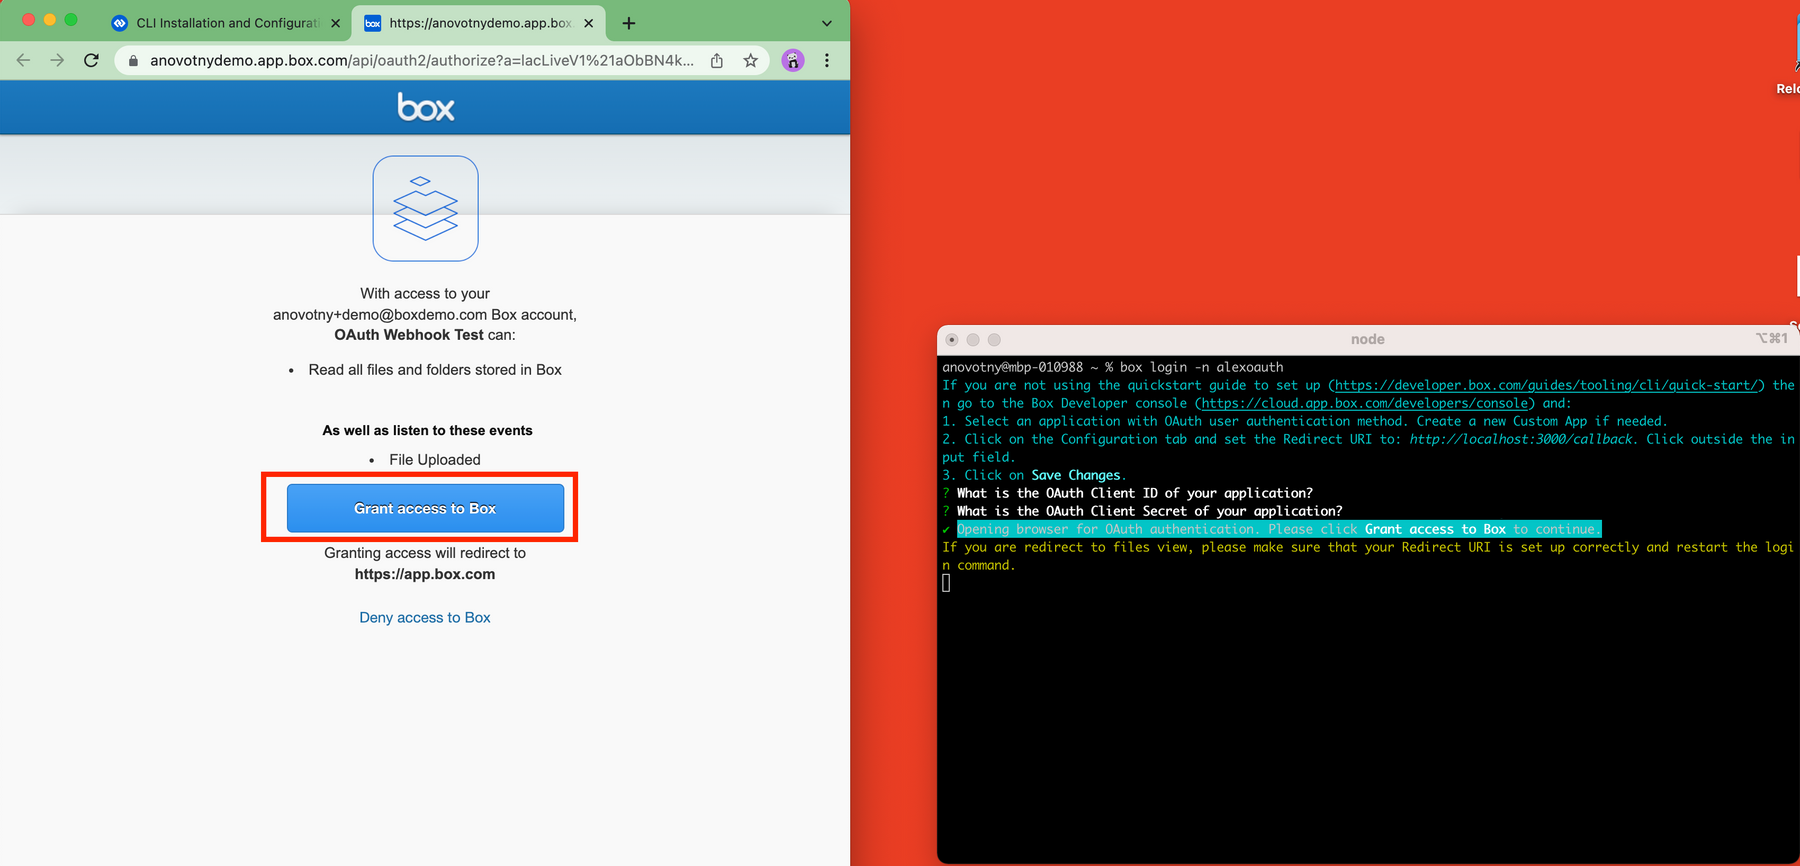 CLI Installation and Configurati
https://anovotnydemo.app.box
anovotnydemo.app.box.com/api/oauth2/authorize?a=lacLiveV1%21aObBN4k...
box
With access to your
anovotny+demo@boxdemo.com Box account,
OAuth Webhook Test can:
• Read all files and folders stored in Box
As well as listen to these events
• File Uploaded
Grant access to Box
Granting access will redirect to
https://app.box.com
Deny access to Box
Relo
node
⌥⌘1
anovotny@mbp-010988 ~ % box login -n alexoauth
If you are not using the quickstart guide to set up (https://developer.box.com/guides/tooling/cli/quick-start/) the
n go to the Box Developer console (https://cloud.app.box.com/developers/console) and:
1. Select an application with OAuth user authentication method. Create a new Custom App if needed.
2. Click on the Configuration tab and set the Redirect URI to: http://localhost:3000/callback. Click outside the in
put field.
3. Click on Save Changes.
? What is the OAuth Client ID of your application?
? What is the OAuth Client Secret of your application?
✔ Opening browser for OAuth authentication. Please click Grant access to Box to continue.
If you are redirect to files view, please make sure that your Redirect URI is set up correctly and restart the logi
n command.